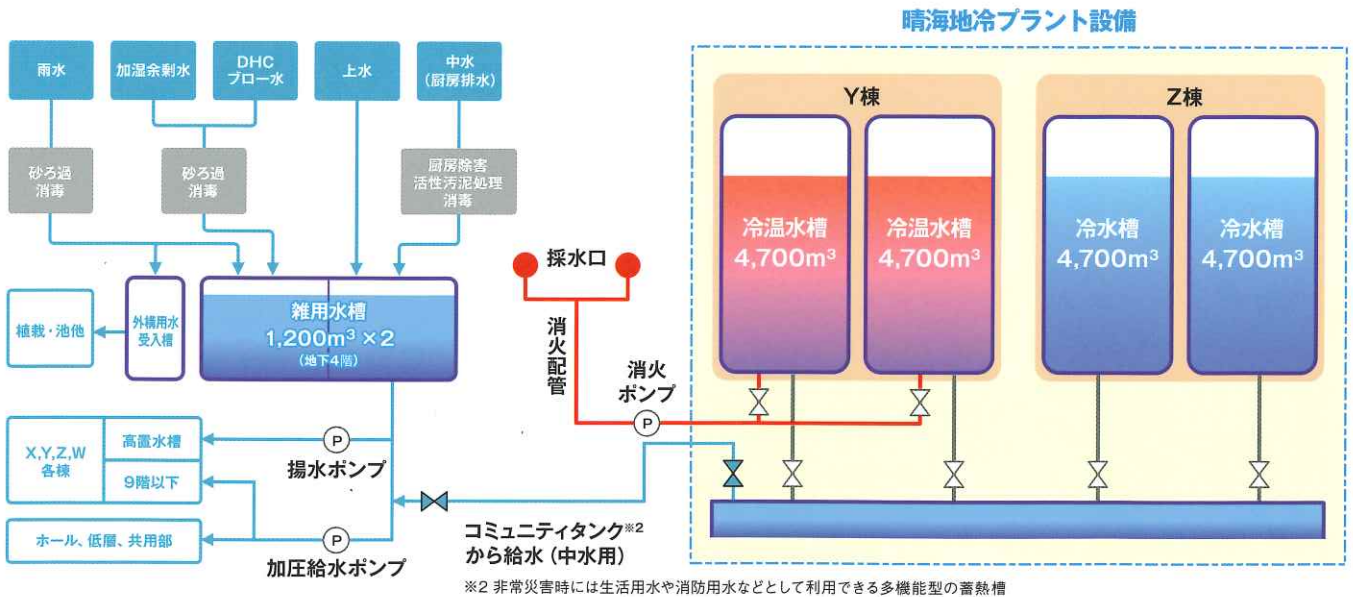 晴海地冷プラント設備
雨水
加湿余剰水
DHC
ブロー水
上水
中水
(厨房排水)
砂ろ過
消毒
砂ろ過
消毒
厨房除害
活性汚泥処理
消毒
植栽・池他
外構用水
受入槽
雑用水槽
1,200m³×2
(地下4階)
X,Y,Z,W
各棟
高置水槽
9階以下
ホール、低層、共用部
P
揚水ポンプ
P
加圧給水ポンプ
採水口
消火配管
消火
ポンプ
P
コミュニティタンク※2
から給水(中水用)
Y棟
冷温水槽
4,700m³
冷温水槽
4,700m³
Z棟
冷水槽
4,700m³
冷水槽
4,700m³
※2 非常災害時には生活用水や消防用水などとして利用できる多機能型の蓄熱槽